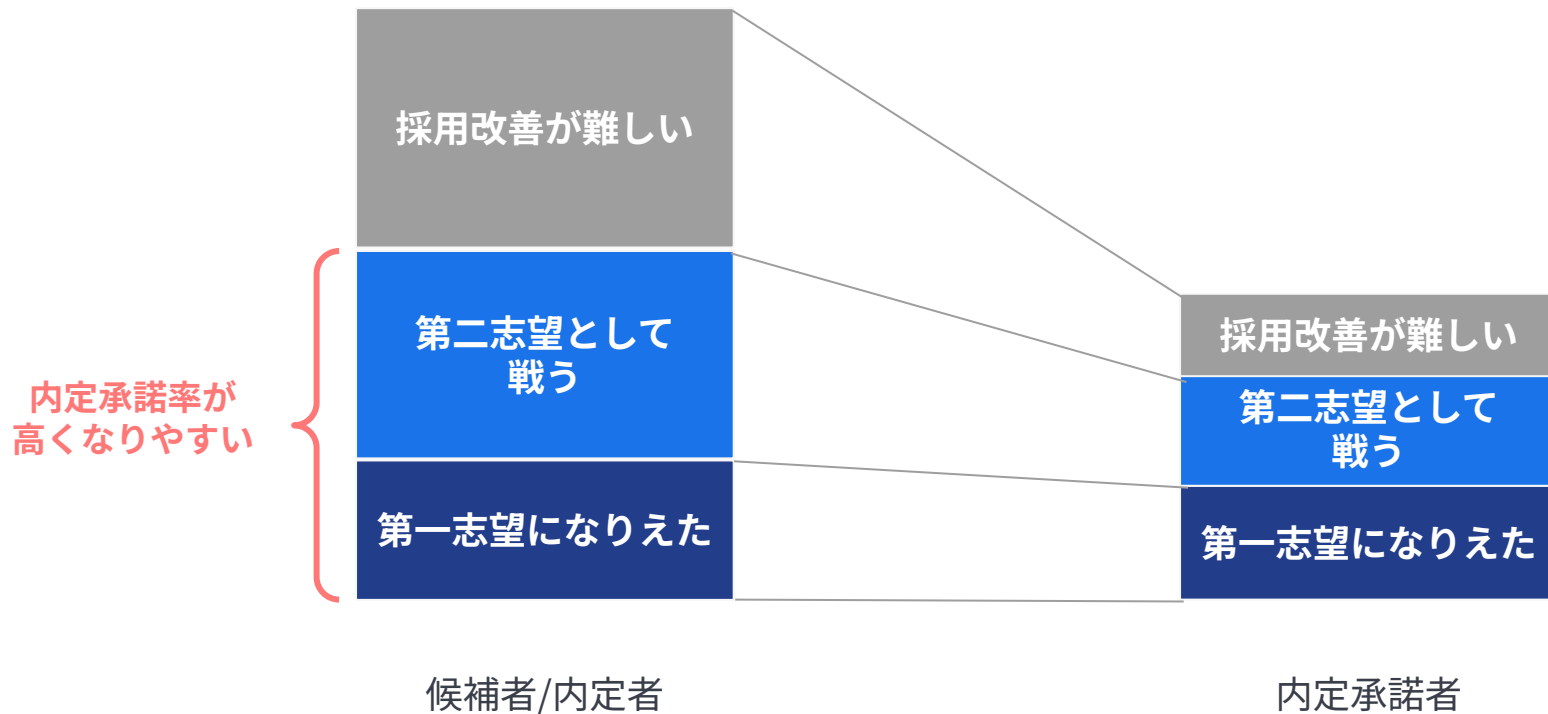 採用改善が難しい
第二志望として
戦う
第一志望になりえた
内定承諾率が
高くなりやすい
採用改善が難しい
第二志望として
戦う
第一志望になりえた
候補者/内定者
内定承諾者